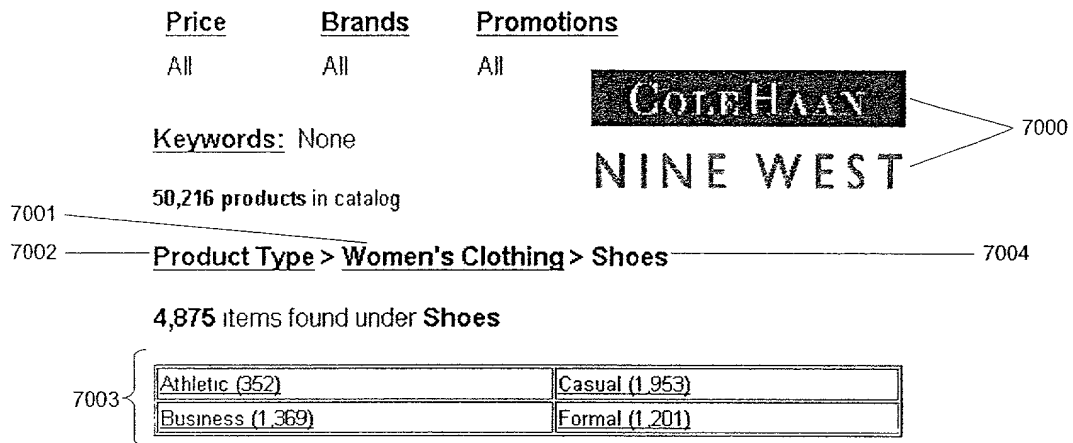 Price Brands Promotions
All All All
COLE HAAN
7000
Keywords: None
NINE WEST
50,216 products in catalog
7001
7002 Product Type > Women's Clothing > Shoes 7004
4,875 items found under Shoes
7003
Athletic (352) Casual (1,953)
Business (1,369) Formal (1,201)